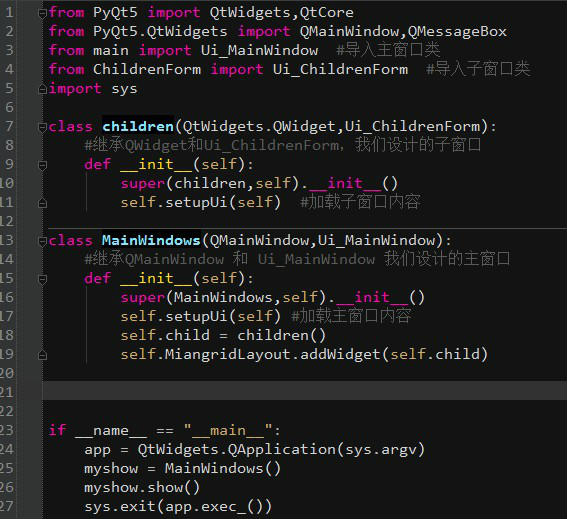 1 from PyQt5 import QtWidgets,QtCore
2 from PyQt5.QtWidgets import QMainWindow,QMessageBox
3 from main import Ui_MainWindow  #导入主窗口类
4 from ChildrenForm import Ui_ChildrenForm  #导入子窗口类
5 import sys
6
7 class children(QtWidgets.QWidget,Ui_ChildrenForm):
8     #继承QWidget和Ui_ChildrenForm，我们设计的子窗口
9     def __init__(self):
10         super(children,self).__init__()
11         self.setupUi(self)  #加载子窗口内容
12
13 class MainWindows(QMainWindow,Ui_MainWindow):
14     #继承QMainWindow 和 Ui_MainWindow 我们设计的主窗口
15     def __init__(self):
16         super(MainWindows,self).__init__()
17         self.setupUi(self) #加载主窗口内容
18         self.child = children()
19         self.MiangridLayout.addWidget(self.child)
20
21
22
23 if __name__ == "__main__":
24     app = QtWidgets.QApplication(sys.argv)
25     myshow = MainWindows()
26     myshow.show()
27     sys.exit(app.exec_())